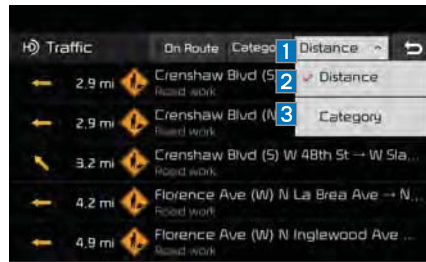 HD) Traffic
On Route
Catego
1 Distance
2 Distance
3 Category
2.9 mi Crenshaw Blvd (S
Road work
2.9 mi Crenshaw Blvd (N
Road work
3.2 mi Crenshaw Blvd (S) W 48th St → W Sla...
Road work
4.2 mi Florence Ave (W) N La Brea Ave → N...
Road work
4.9 mi Florence Ave (W) N Inglewood Ave ...
Road work